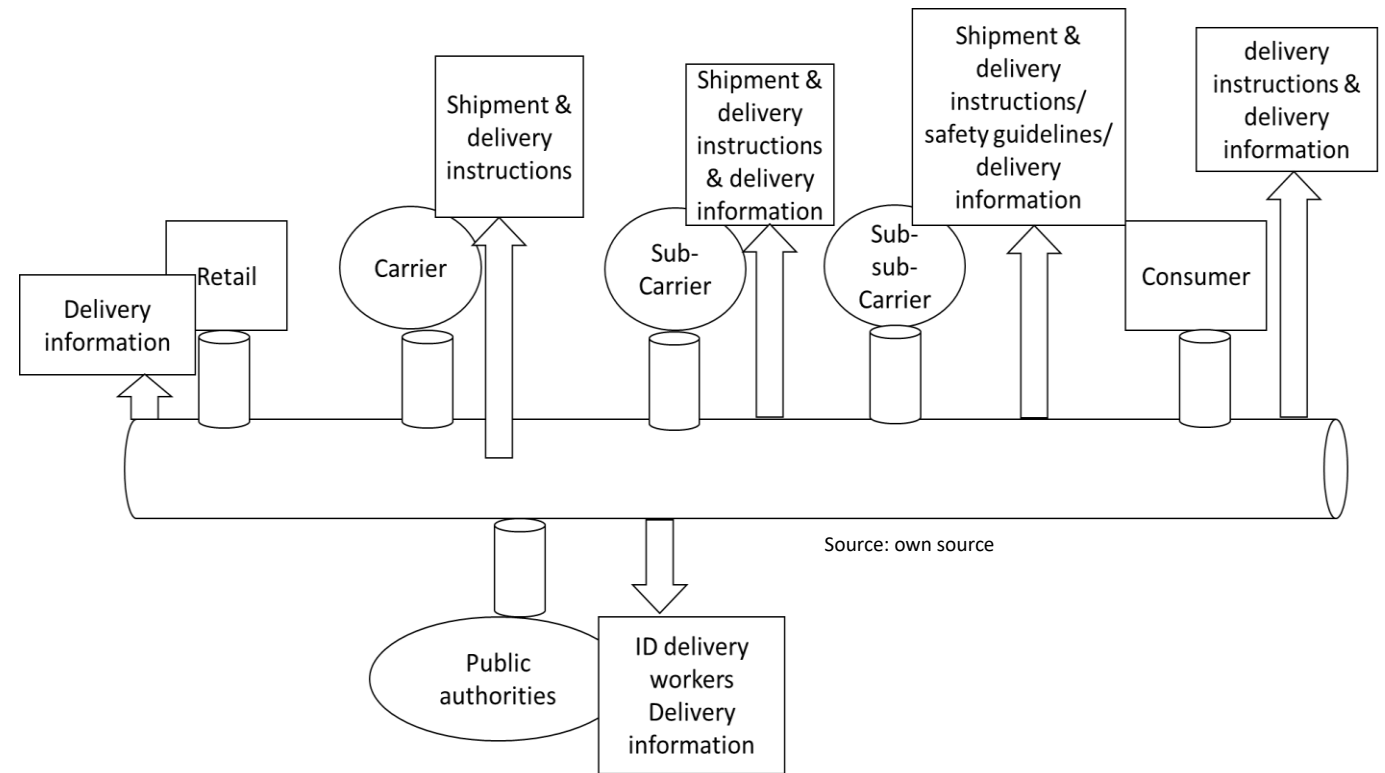 Shipment &
delivery
instructions
Shipment &
delivery
instructions
& delivery
information
Shipment &
delivery
instructions/
safety guidelines/
delivery
information
delivery
instructions &
delivery
information
Retail
Carrier
Sub-
Carrier
Sub-
sub-
Carrier
Consumer
Delivery
information
Source: own source
Public
authorities
ID delivery
workers
Delivery
information